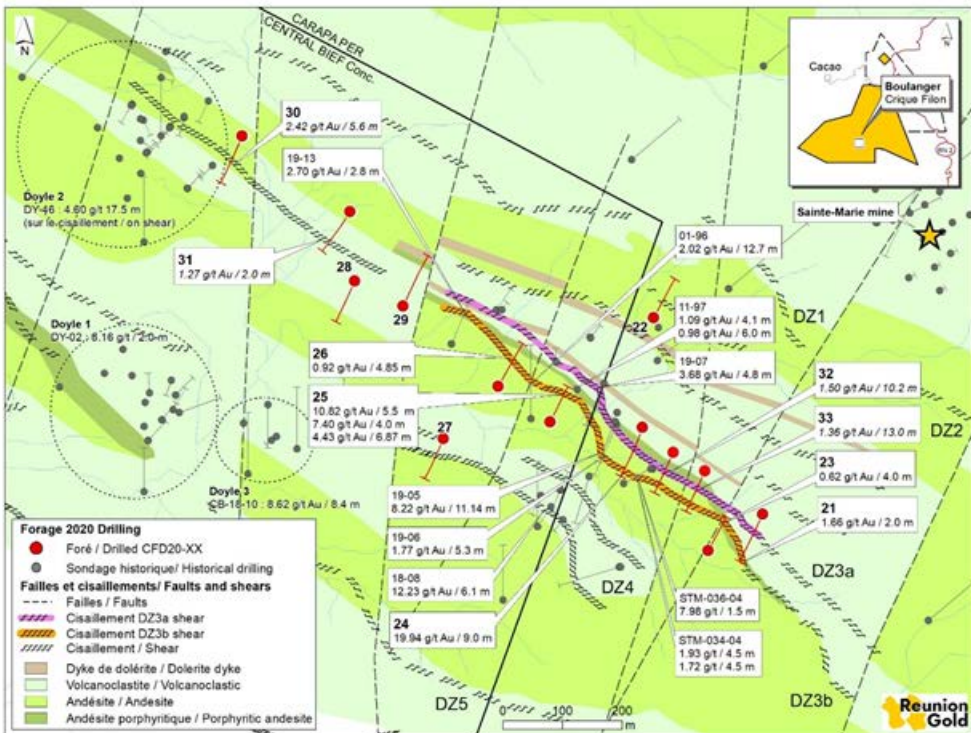 N
CARAPA PER
CENTRAL BIEF Conc.
Cacao
Boulanger
Crique Filon
RN 2
30
2.42 g/t Au / 5.6 m
19-13
2.70 g/t Au / 2.8 m
Doyle 2
DY-46 : 4.60 g/t 17.5 m
(sur le cisaillement / on shear)
Sainte-Marie mine
31
1.27 g/t Au / 2.0 m
28
29
01-96
2.02 g/t Au / 12.7 m
22
DZ1
11-97
1.09 g/t Au / 4.1 m
0.98 g/t Au / 6.0 m
Doyle 1
DY-02 : 8.16 g/t / 2.0 m
26
0.92 g/t Au / 4.85 m
19-07
3.68 g/t Au / 4.8 m
32
1.50 g/t Au / 10.2 m
DZ2
25
10.82 g/t Au / 5.5 m
7.40 g/t Au / 4.0 m
4.43 g/t Au / 6.87 m
27
33
1.36 g/t Au / 13.0 m
23
0.62 g/t Au / 4.0 m
Doyle 3
CB-18-10 : 8.62 g/t Au / 8.4 m
19-05
8.22 g/t Au / 11.14 m
21
1.66 g/t Au / 2.0 m
19-06
1.77 g/t Au / 5.3 m
DZ4
DZ3a
18-08
12.23 g/t Au / 6.1 m
STM-036-04
7.98 g/t / 1.5 m
24
19.94 g/t Au / 9.0 m
STM-034-04
1.93 g/t / 4.5 m
1.72 g/t / 4.5 m
DZ5
DZ3b
Forage 2020 Drilling
Foré / Drilled CFD20-XX
Sondage historique/ Historical drilling
Failles et cisaillements/ Faults and shears
Failles / Faults
Cisaillement DZ3a shear
Cisaillement DZ3b shear
Cisaillement / Shear
Dyke de dolérite / Dolerite dyke
Volcanoclastite / Volcanoclastic
Andésite / Andesite
Andésite porphyritique / Porphyritic andesite
0 100 200
m
Reunion
Gold